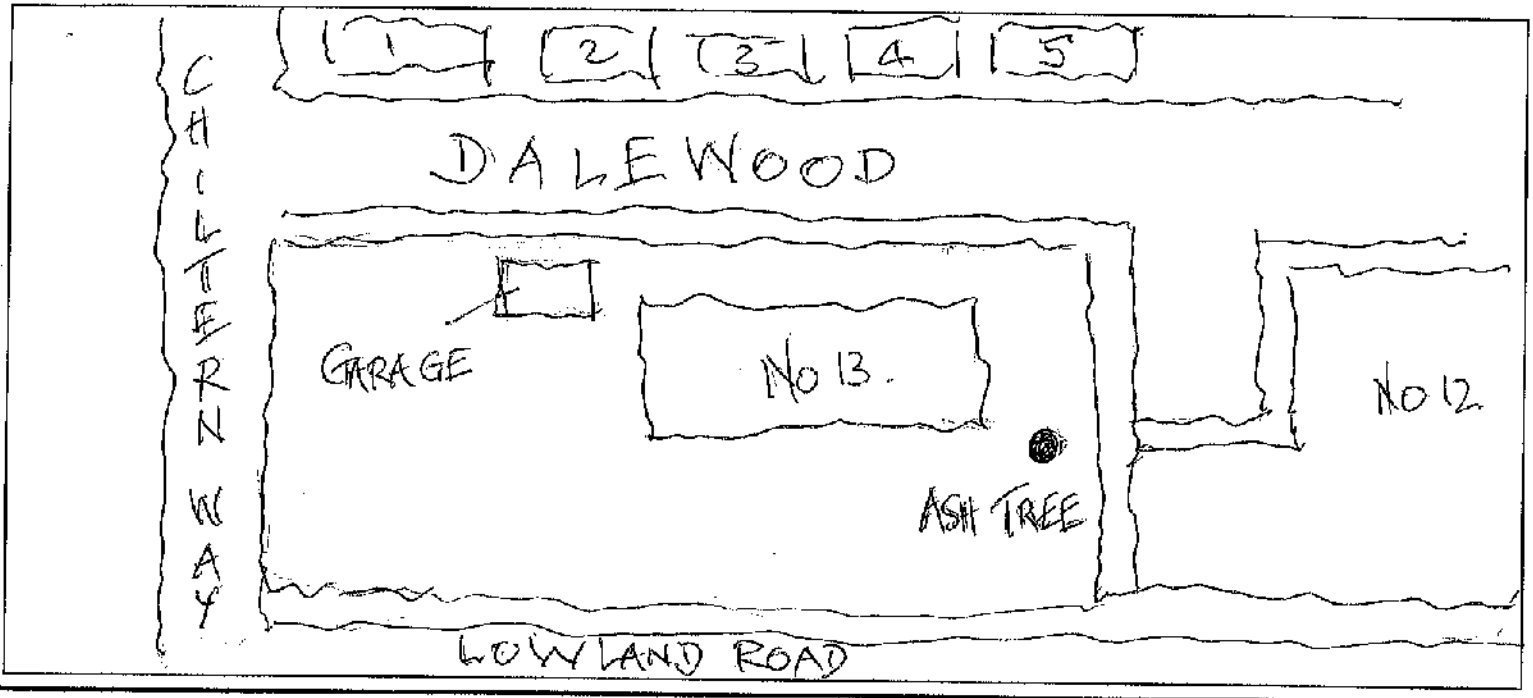 1 2 3 4 5
CHILTERN WAY
DALEWOOD
GARAGE
No 13.
No 12
ASH TREE
LOWLAND ROAD